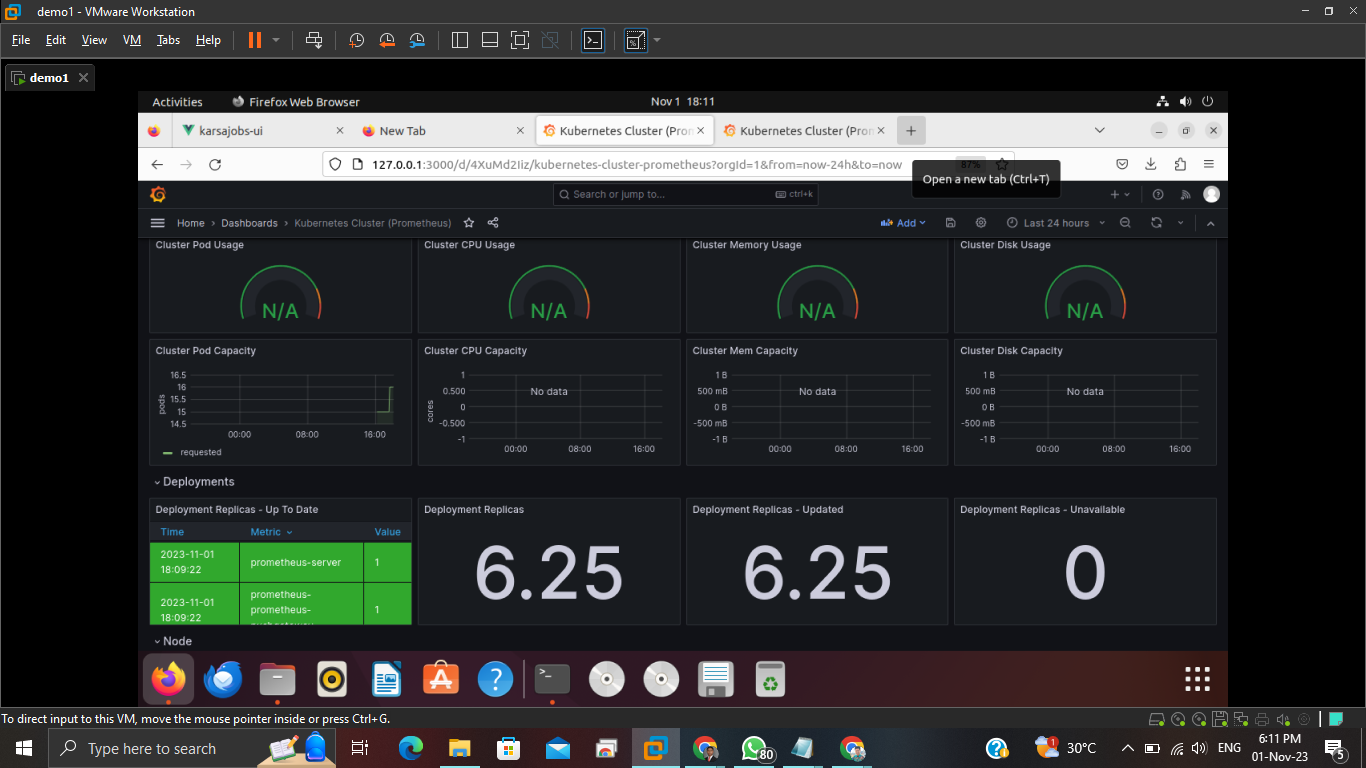 demo1 - VMware Workstation
File Edit View VM Tabs Help
demo1
Activities Firefox Web Browser Nov 1 18:11
karsajobs-ui New Tab Kubernetes Cluster (Pron Kubernetes Cluster (Pron
127.0.0.1:3000/d/4XuMd2Iiz/kubernetes-cluster-prometheus?orgId=1&from=now-24h&to=now 87%
Open a new tab (Ctrl+T)
Search or jump to... ctrl+k
Home › Dashboards › Kubernetes Cluster (Prometheus) Add Last 24 hours
Cluster Pod Usage Cluster CPU Usage Cluster Memory Usage Cluster Disk Usage
N/A N/A N/A N/A
Cluster Pod Capacity Cluster CPU Capacity Cluster Mem Capacity Cluster Disk Capacity
pods
16.5
16
15.5
15
14.5
00:00 08:00 16:00
requested
cores
1
0.500
0
-0.500
-1
No data
00:00 08:00 16:00
1 B
500 mB
0 B
-500 mB
-1 B
No data
00:00 08:00 16:00
1 B
500 mB
0 B
-500 mB
-1 B
No data
00:00 08:00 16:00
Deployments
Deployment Replicas - Up To Date Deployment Replicas Deployment Replicas - Updated Deployment Replicas - Unavailable
Time Metric Value
2023-11-01
18:09:22
prometheus-server 1
2023-11-01
18:09:22
prometheus-
prometheus-
1
6.25 6.25 0
Node
To direct input to this VM, move the mouse pointer inside or press Ctrl+G.
Type here to search
80
1
30°C
ENG
6:11 PM
01-Nov-23
5